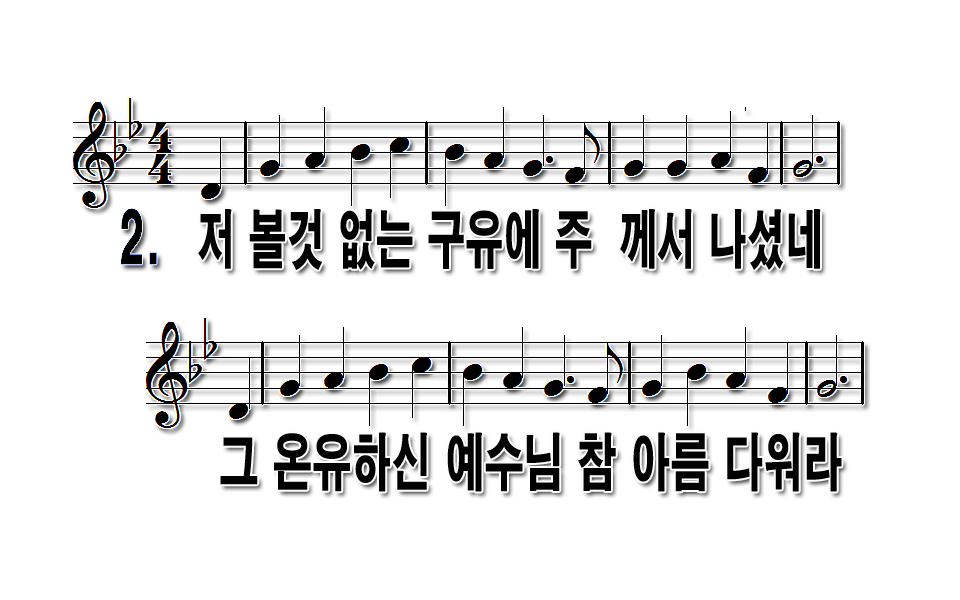 2. 저 볼것 없는 구유에 주 께서 나셨네
그 온유하신 예수님 참 아름 다워라